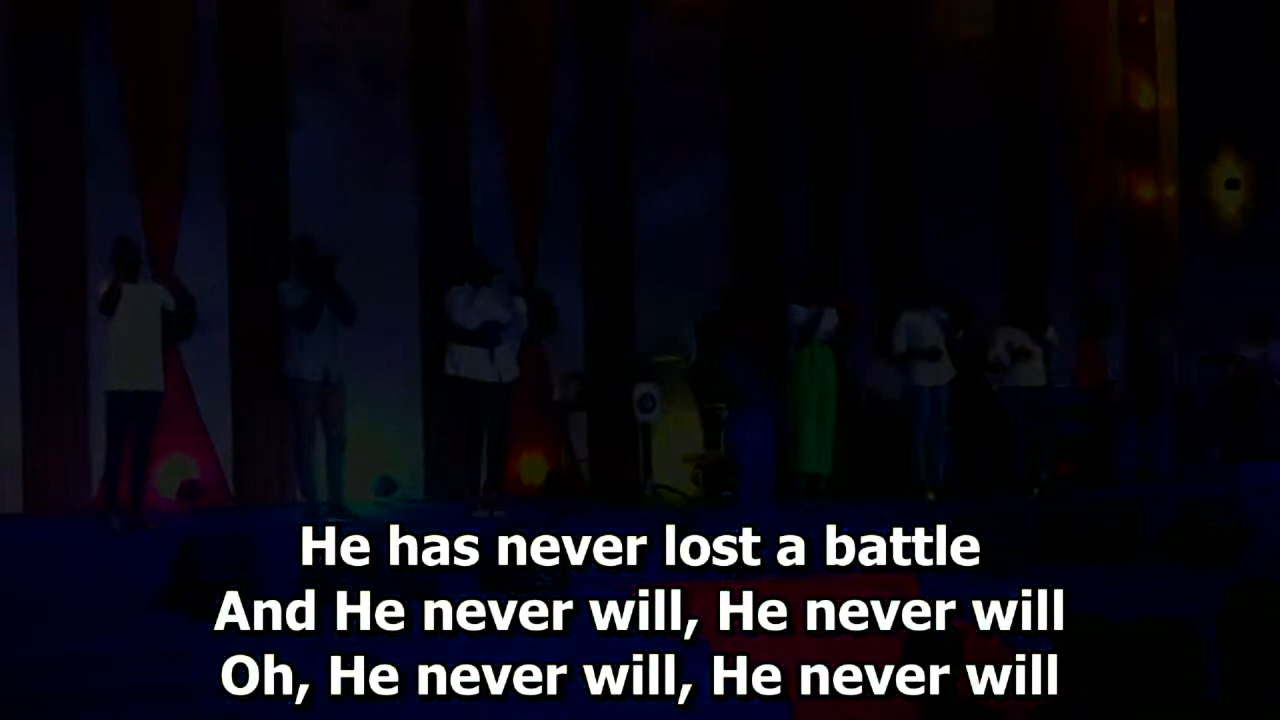 He has never lost a battle
And He never will, He never will
Oh, He never will, He never will